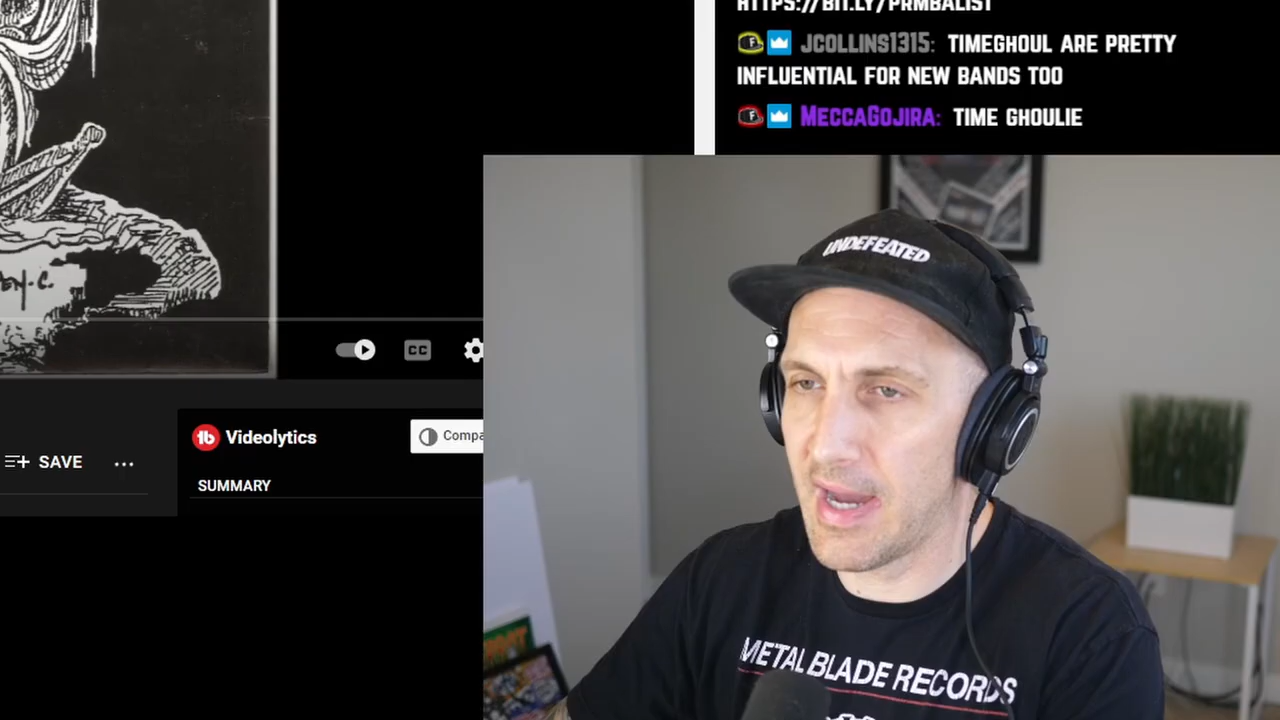 HTTPS://BIT.LY/PRMBALIST
JCOLLINS1315: TIMEGHOUL ARE PRETTY
INFLUENTIAL FOR NEW BANDS TOO
MECCAGOJIRA: TIME GHOULIE
UNDEFEATED
CC
Videolytics
SAVE
SUMMARY
METAL BLADE RECORDS